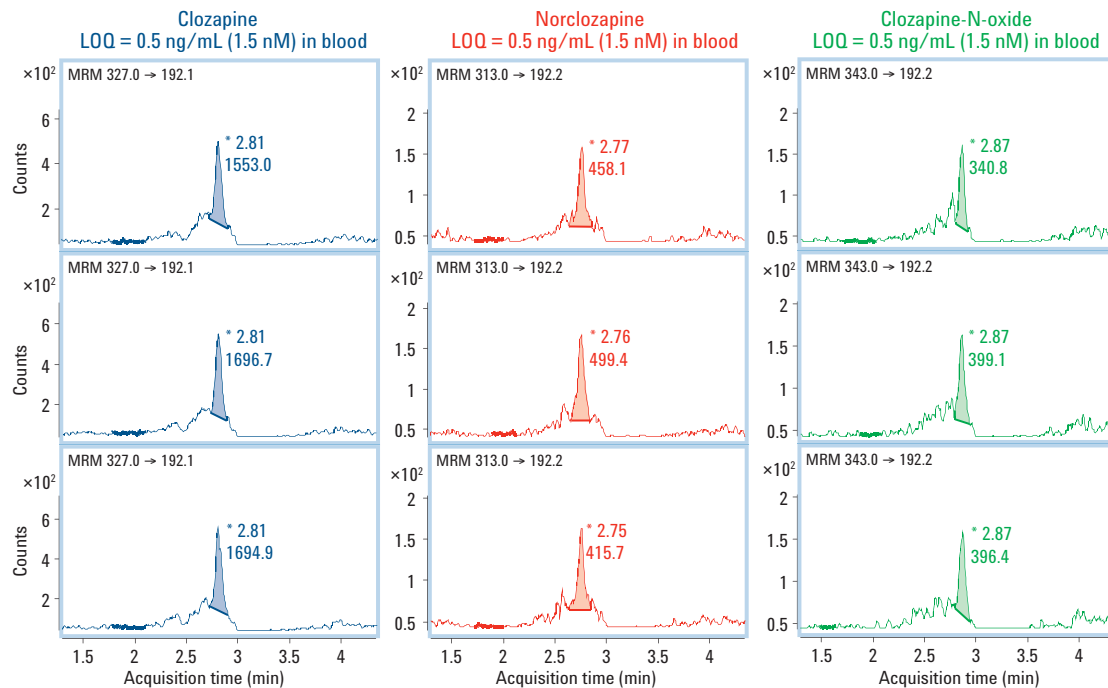 Clozapine
LOQ = 0.5 ng/mL (1.5 nM) in blood
Norclozapine
LOQ = 0.5 ng/mL (1.5 nM) in blood
Clozapine-N-oxide
LOQ = 0.5 ng/mL (1.5 nM) in blood
×10²
MRM 327.0 → 192.1
6
4
2
Counts
* 2.81
1553.0
×10²
MRM 313.0 → 192.2
2
1.5
1
0.5
* 2.77
458.1
×10²
MRM 343.0 → 192.2
2
1.5
1
0.5
* 2.87
340.8
×10²
MRM 327.0 → 192.1
6
4
2
* 2.81
1696.7
×10²
MRM 313.0 → 192.2
2
1.5
1
0.5
* 2.76
499.4
×10²
MRM 343.0 → 192.2
2
1.5
1
0.5
* 2.87
399.1
×10²
MRM 327.0 → 192.1
6
4
2
Counts
* 2.81
1694.9
1.5 2 2.5 3 3.5 4
Acquisition time (min)
×10²
MRM 313.0 → 192.2
2
1.5
1
0.5
* 2.75
415.7
1.5 2 2.5 3 3.5 4
Acquisition time (min)
×10²
MRM 343.0 → 192.2
2
1.5
1
0.5
* 2.87
396.4
1.5 2 2.5 3 3.5 4
Acquisition time (min)